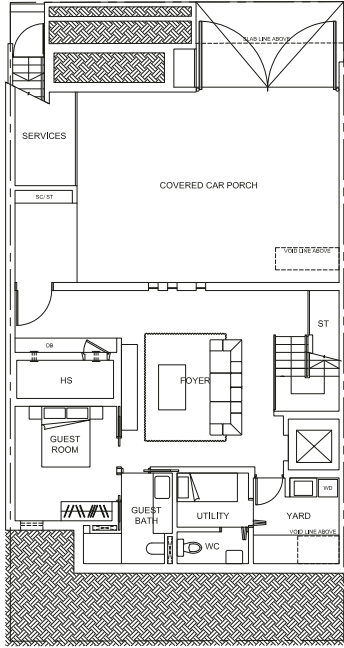 SLAB LINE ABOVE
SERVICES
COVERED CAR PORCH
SC/ ST
VOID LINE ABOVE
ST
DB
HS
FOYER
GUEST
ROOM
GUEST
BATH
UTILITY
YARD
WD
VOID LINE ABOVE
WC